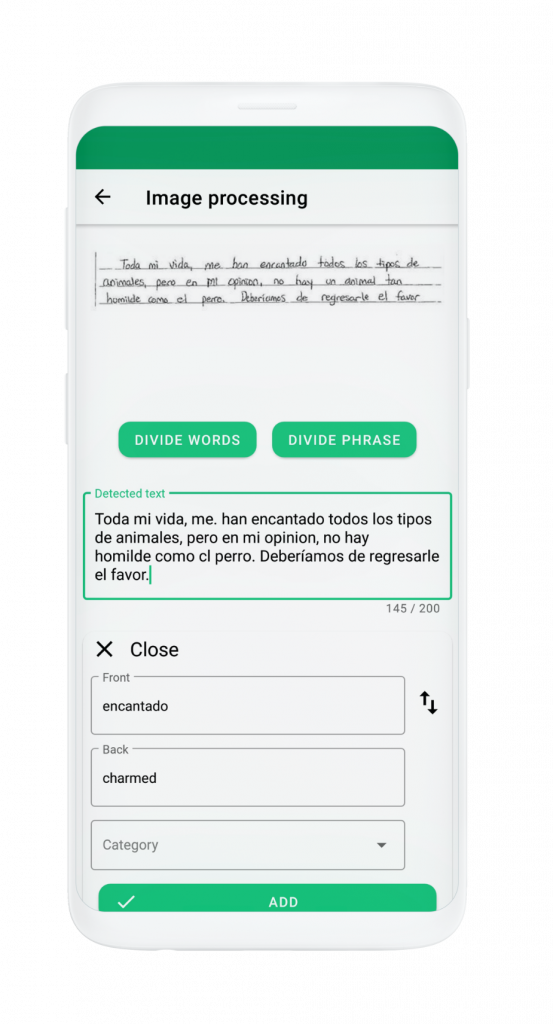 Image processing
Toda mi vida, me han encantado todos los tipos de
animales, pero en mi opinion, no hay un animal tan
humilde como el perro. Deberiamos de regresarle el favor
DIVIDE WORDS
DIVIDE PHRASE
Detected text
Toda mi vida, me. han encantado todos los tipos
de animales, pero en mi opinion, no hay
homilde como cl perro. Deberíamos de regresarle
el favor.
145 / 200
Close
Front
encantado
Back
charmed
Category
ADD